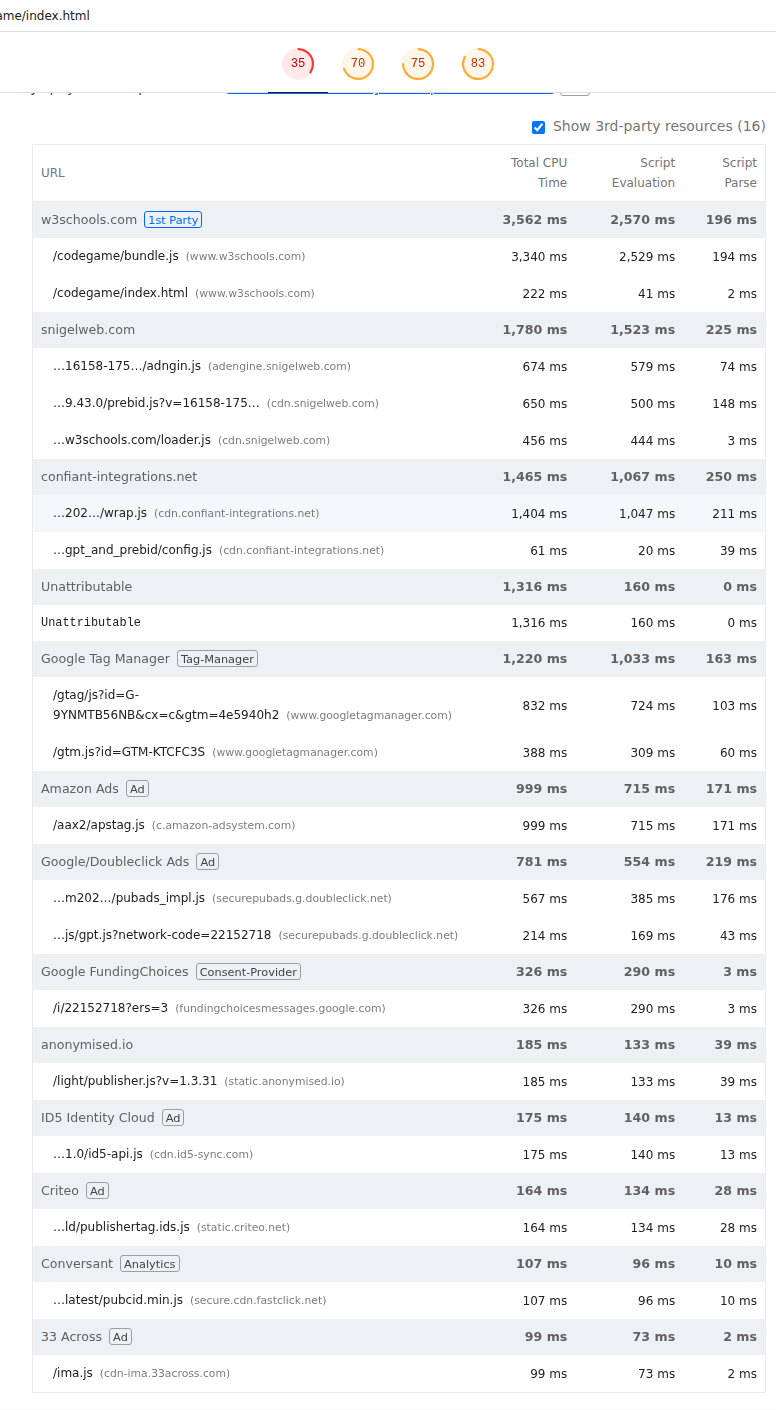 ame/index.html
35 70 75 83
Show 3rd-party resources (16)
URL Total CPU Time Script Evaluation Script Parse
w3schools.com 1st Party 3,562 ms 2,570 ms 196 ms
/codegame/bundle.js (www.w3schools.com) 3,340 ms 2,529 ms 194 ms
/codegame/index.html (www.w3schools.com) 222 ms 41 ms 2 ms
snigelweb.com 1,780 ms 1,523 ms 225 ms
…16158-175…/adngin.js (adengine.snigelweb.com) 674 ms 579 ms 74 ms
…9.43.0/prebid.js?v=16158-175… (cdn.snigelweb.com) 650 ms 500 ms 148 ms
…w3schools.com/loader.js (cdn.snigelweb.com) 456 ms 444 ms 3 ms
confiant-integrations.net 1,465 ms 1,067 ms 250 ms
…202…/wrap.js (cdn.confiant-integrations.net) 1,404 ms 1,047 ms 211 ms
…gpt_and_prebid/config.js (cdn.confiant-integrations.net) 61 ms 20 ms 39 ms
Unattributable 1,316 ms 160 ms 0 ms
Unattributable 1,316 ms 160 ms 0 ms
Google Tag Manager Tag-Manager 1,220 ms 1,033 ms 163 ms
/gtag/js?id=G-
9YNMTB56NB&cx=c&gtm=4e5940h2 (www.googletagmanager.com) 832 ms 724 ms 103 ms
/gtm.js?id=GTM-KTCFC3S (www.googletagmanager.com) 388 ms 309 ms 60 ms
Amazon Ads Ad 999 ms 715 ms 171 ms
/aax2/apstag.js (c.amazon-adsystem.com) 999 ms 715 ms 171 ms
Google/Doubleclick Ads Ad 781 ms 554 ms 219 ms
…m202…/pubads_impl.js (securepubads.g.doubleclick.net) 567 ms 385 ms 176 ms
…js/gpt.js?network-code=22152718 (securepubads.g.doubleclick.net) 214 ms 169 ms 43 ms
Google FundingChoices Consent-Provider 326 ms 290 ms 3 ms
/i/22152718?ers=3 (fundingchoicesmessages.google.com) 326 ms 290 ms 3 ms
anonymised.io 185 ms 133 ms 39 ms
/light/publisher.js?v=1.3.31 (static.anonymised.io) 185 ms 133 ms 39 ms
ID5 Identity Cloud Ad 175 ms 140 ms 13 ms
…1.0/id5-api.js (cdn.id5-sync.com) 175 ms 140 ms 13 ms
Criteo Ad 164 ms 134 ms 28 ms
…ld/publishertag.ids.js (static.criteo.net) 164 ms 134 ms 28 ms
Conversant Analytics 107 ms 96 ms 10 ms
…latest/pubcid.min.js (secure.cdn.fastclick.net) 107 ms 96 ms 10 ms
33 Across Ad 99 ms 73 ms 2 ms
/ima.js (cdn-ima.33across.com) 99 ms 73 ms 2 ms